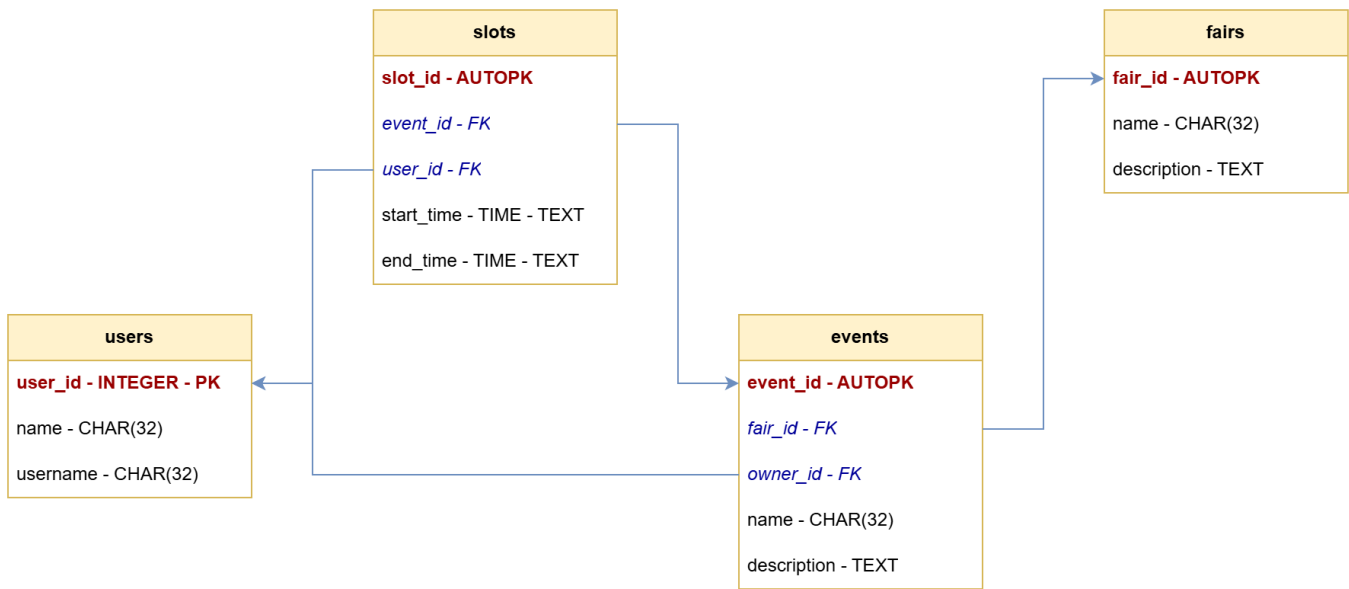 slots
slot_id - AUTOPK
event_id - FK
user_id - FK
start_time - TIME - TEXT
end_time - TIME - TEXT
fairs
fair_id - AUTOPK
name - CHAR(32)
description - TEXT
users
user_id - INTEGER - PK
name - CHAR(32)
username - CHAR(32)
events
event_id - AUTOPK
fair_id - FK
owner_id - FK
name - CHAR(32)
description - TEXT